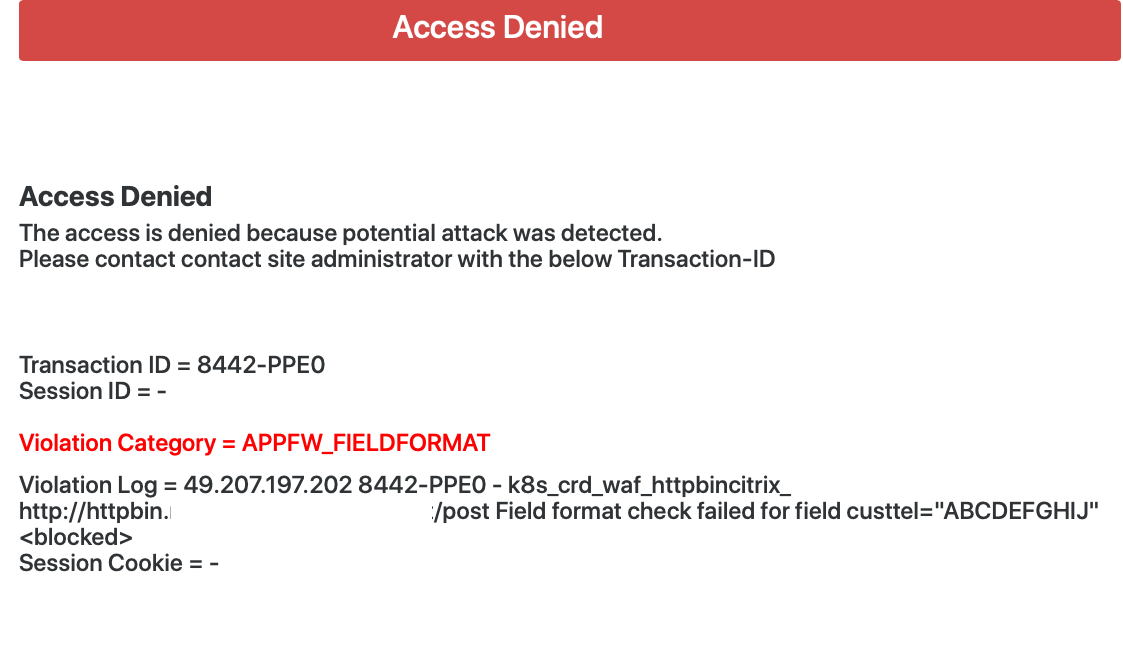 Access Denied
Access Denied
The access is denied because potential attack was detected.
Please contact contact site administrator with the below Transaction-ID
Transaction ID = 8442-PPE0
Session ID = -
Violation Category = APPFW_FIELDFORMAT
Violation Log = 49.207.197.202 8442-PPE0 - k8s_crd_waf_httpbincitrix_
http://httpbin. /post Field format check failed for field custtel="ABCDEFGHIJ"
<blocked>
Session Cookie = -